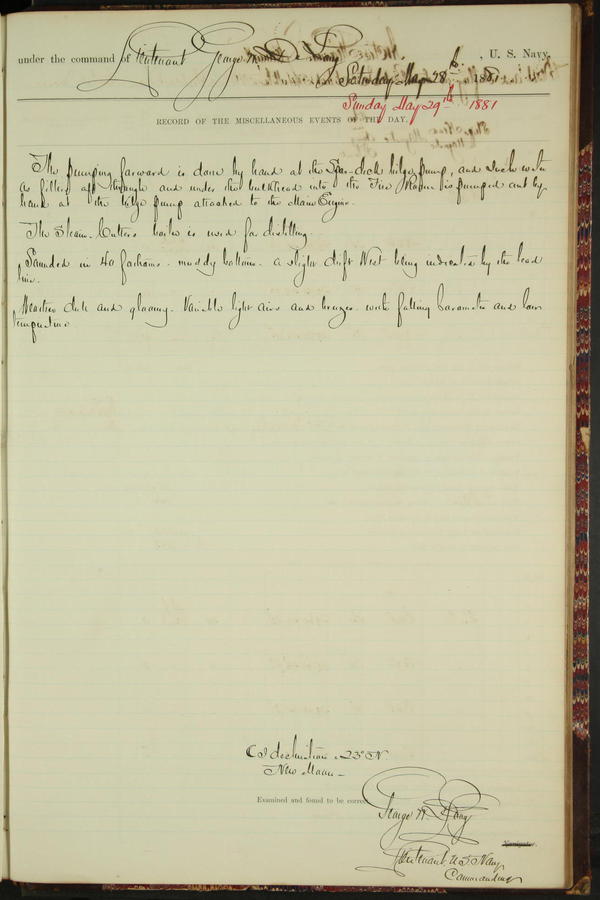 under the command of Lieutenant George W. De Long, U. S. Navy.
Saturday May 28th, 1881
Sunday May 29th 1881
RECORD OF THE MISCELLANEOUS EVENTS OF THE DAY.
The pumping forward is done by hand at the Spar-deck bilge pump, and such water
as filters aft through and under the bulkhead into the Fire Room is pumped out by
hand at the bilge pump attached to the Main Engine.
The Steam-Cutters boiler is used for distilling.
Sounded in 40 fathoms. muddy bottom. a slight drift West being indicated by the lead
line.
Weather dull and gloomy. Variable light airs and breezes with falling barometer and low
temperature
declination 23° N
New Moon
Examined and found to be correct.
George W. De Long
Navigator.
Lieutenant U.S. Navy
Commanding